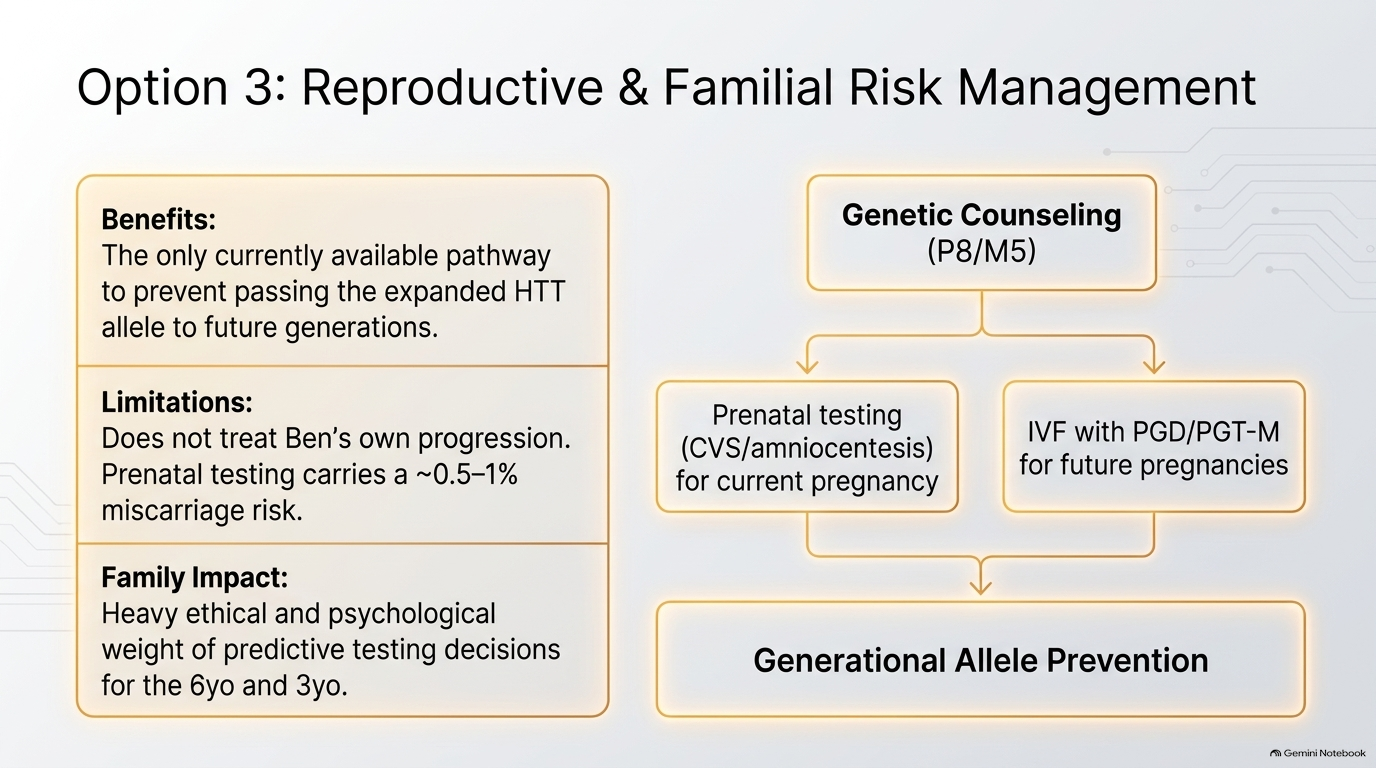 Option 3: Reproductive & Familial Risk Management
Benefits:
The only currently available pathway
to prevent passing the expanded HTT
allele to future generations.
Limitations:
Does not treat Ben’s own progression.
Prenatal testing carries a ~0.5–1%
miscarriage risk.
Family Impact:
Heavy ethical and psychological
weight of predictive testing decisions
for the 6yo and 3yo.
Genetic Counseling
(P8/M5)
Prenatal testing
(CVS/amniocentesis)
for current pregnancy
IVF with PGD/PGT-M
for future pregnancies
Generational Allele Prevention
Gemini Notebook